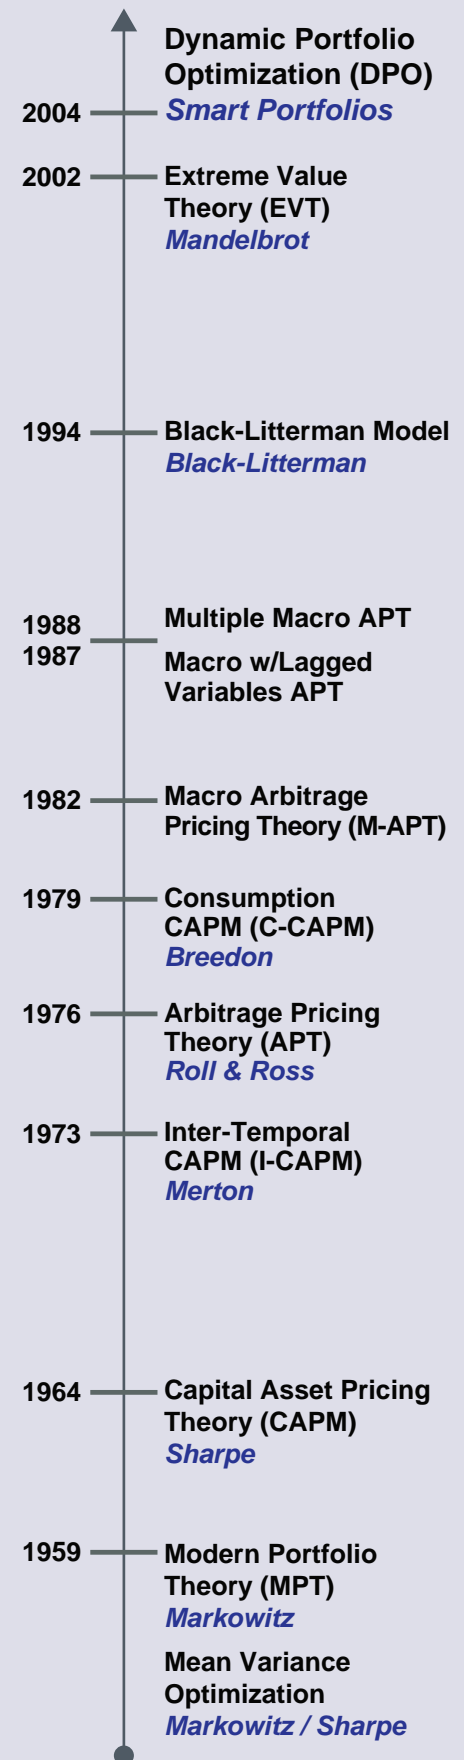 Dynamic Portfolio
Optimization (DPO)
2004 Smart Portfolios
2002 Extreme Value
Theory (EVT)
Mandelbrot
1994 Black-Litterman Model
Black-Litterman
1988 Multiple Macro APT
1987 Macro w/Lagged
Variables APT
1982 Macro Arbitrage
Pricing Theory (M-APT)
1979 Consumption
CAPM (C-CAPM)
Breedon
1976 Arbitrage Pricing
Theory (APT)
Roll & Ross
1973 Inter-Temporal
CAPM (I-CAPM)
Merton
1964 Capital Asset Pricing
Theory (CAPM)
Sharpe
1959 Modern Portfolio
Theory (MPT)
Markowitz
Mean Variance
Optimization
Markowitz / Sharpe